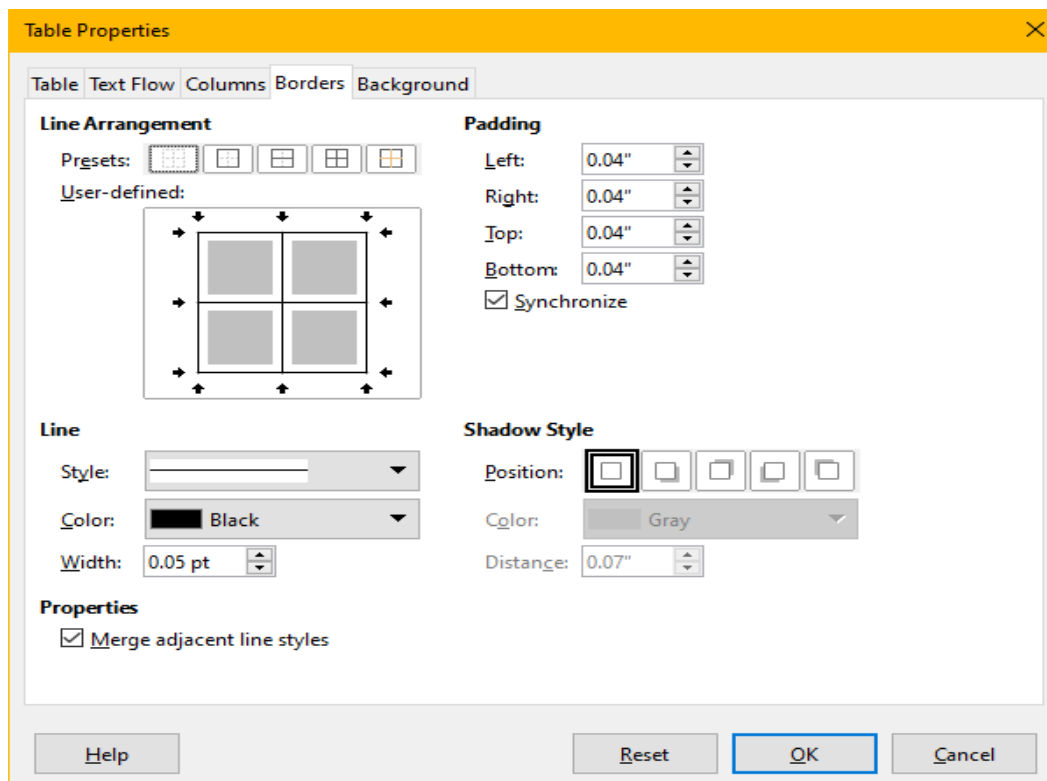 Table Properties
Table Text Flow Columns Borders Background
Line Arrangement
Presets:
User-defined:
Padding
Left: 0.04"
Right: 0.04"
Top: 0.04"
Bottom: 0.04"
Synchronize
Line
Style:
Color: Black
Width: 0.05 pt
Shadow Style
Position:
Color: Gray
Distance: 0.07"
Properties
Merge adjacent line styles
Help Reset OK Cancel